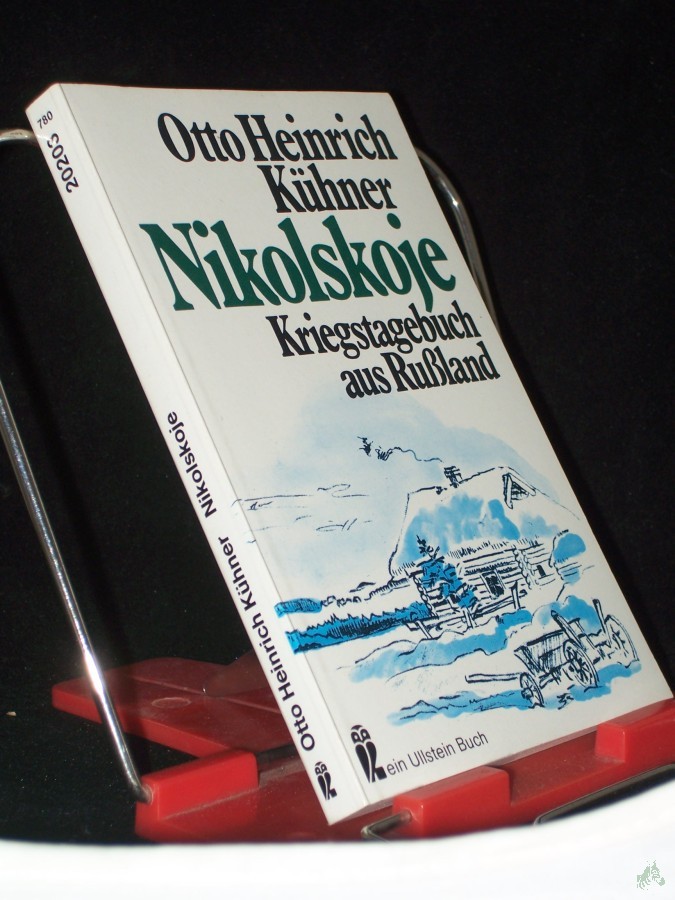 Otto Heinrich
Kühner
Nikolskoje
Kriegstagebuch
aus Rußland
ein Ullstein Buch
780
20203
Otto Heinrich Kühner Nikolskoje